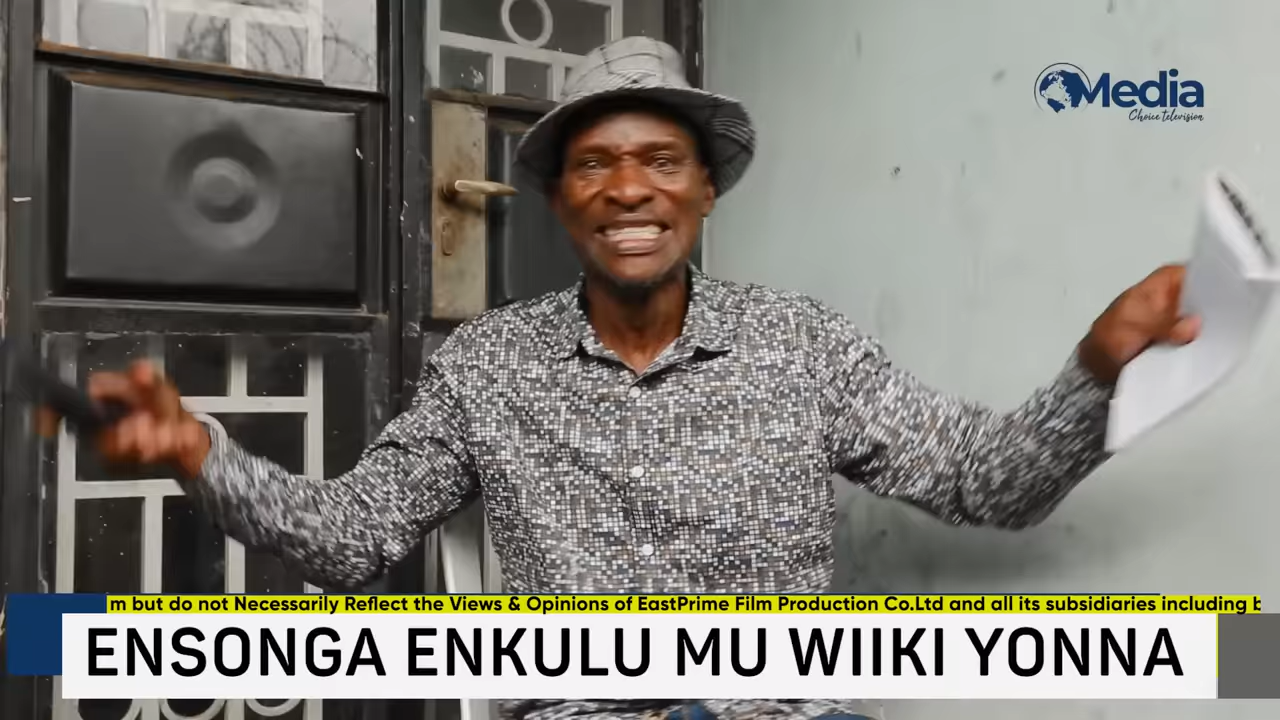 Media
Choice television
m but do not Necessarily Reflect the Views & Opinions of EastPrime Film Production Co.Ltd and all its subsidiaries including
ENSONGA ENKULU MU WIIKI YONNA